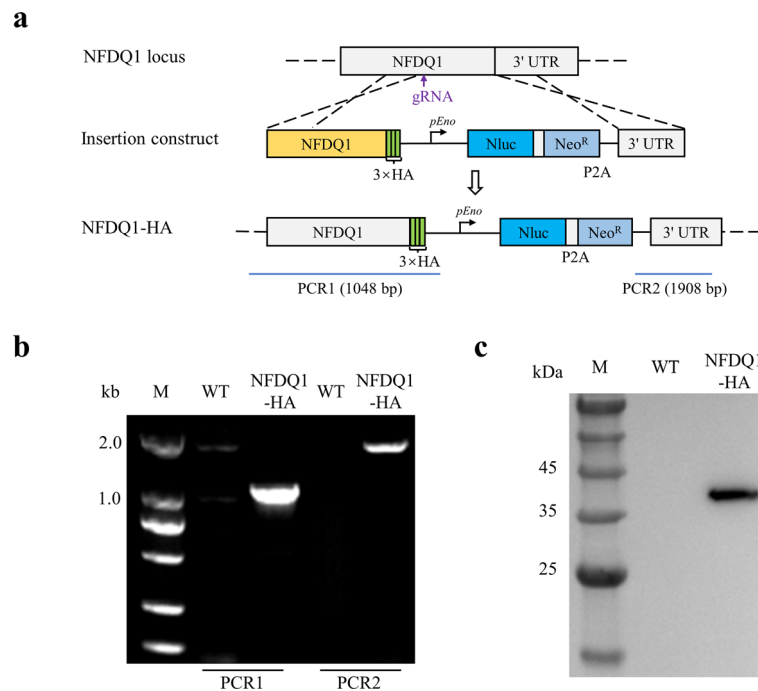 a
NFDQ1 locus
NFDQ1
3' UTR
gRNA
Insertion construct
NFDQ1
3×HA
pEno
Nluc
Neoᴿ
P2A
3' UTR
NFDQ1-HA
NFDQ1
3×HA
pEno
Nluc
P2A
Neoᴿ
3' UTR
PCR1 (1048 bp)
PCR2 (1908 bp)
b
kb
M
WT
NFDQ1
-HA
WT
NFDQ1
-HA
2.0
1.0
PCR1
PCR2
c
kDa
M
WT
NFDQ1
-HA
45
35
25